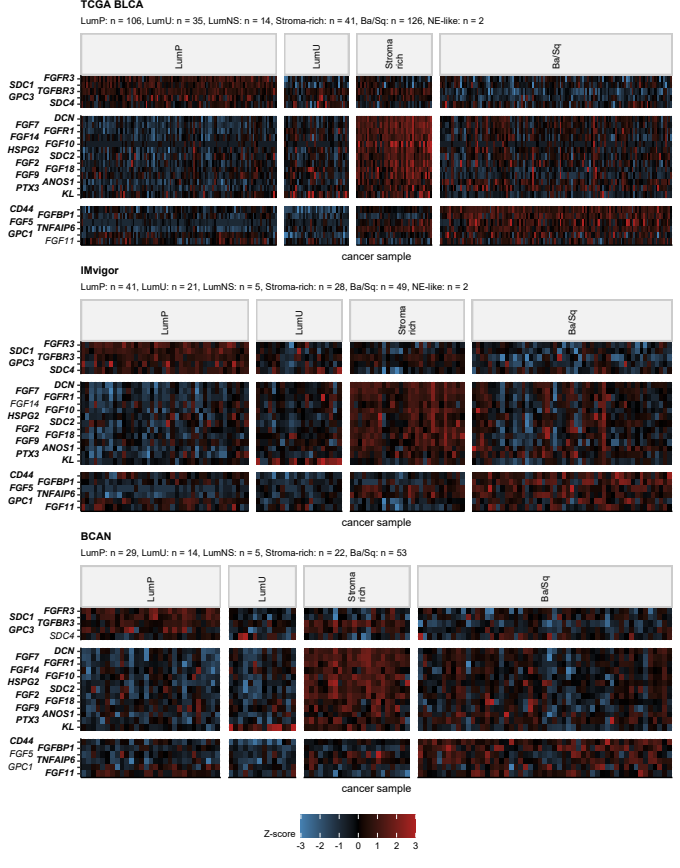 TCGA BLCA
LumP: n = 106, LumU: n = 35, LumNS: n = 14, Stroma-rich: n = 41, Ba/Sq: n = 126, NE-like: n = 2
LumP
LumU
Stroma
rich
Ba/Sq
FGFR3
SDC1
TGFBR3
GPC3
SDC4
DCN
FGF7
FGFR1
FGF14
FGF10
HSPG2
SDC2
FGF2
FGF18
FGF9
ANOS1
PTX3
KL
CD44
FGFBP1
FGF5
TNFAIP6
GPC1
FGF11
cancer sample
IMvigor
LumP: n = 41, LumU: n = 21, LumNS: n = 5, Stroma-rich: n = 28, Ba/Sq: n = 49, NE-like: n = 2
LumP
LumU
Stroma
rich
Ba/Sq
FGFR3
SDC1
TGFBR3
GPC3
SDC4
DCN
FGF7
FGFR1
FGF14
FGF10
HSPG2
SDC2
FGF2
FGF18
FGF9
ANOS1
PTX3
KL
CD44
FGFBP1
FGF5
TNFAIP6
GPC1
FGF11
cancer sample
BCAN
LumP: n = 29, LumU: n = 14, LumNS: n = 5, Stroma-rich: n = 22, Ba/Sq: n = 53
LumP
LumU
Stroma
rich
Ba/Sq
FGFR3
SDC1
TGFBR3
GPC3
SDC4
DCN
FGF7
FGFR1
FGF14
FGF10
HSPG2
SDC2
FGF2
FGF18
FGF9
ANOS1
PTX3
KL
CD44
FGFBP1
FGF5
TNFAIP6
GPC1
FGF11
cancer sample
Z-score
-3 -2 -1 0 1 2 3